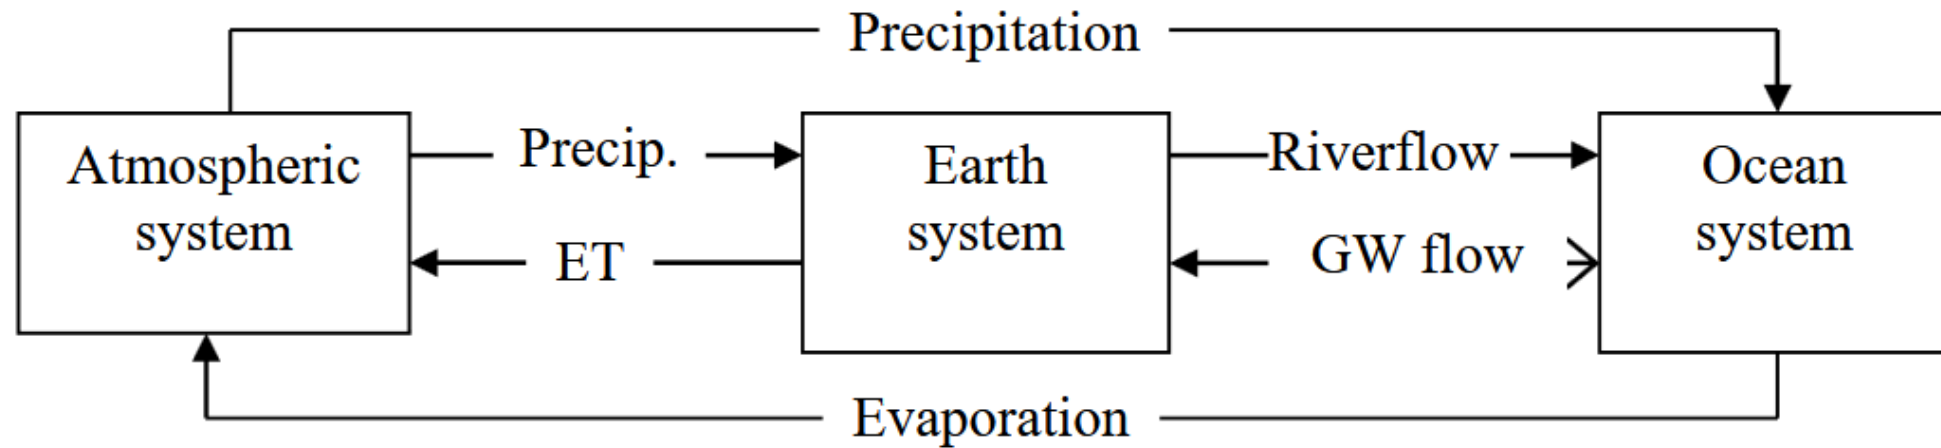 Precipitation
Atmospheric
system
Precip.
ET
Earth
system
Riverflow
GW flow
Ocean
system
Evaporation